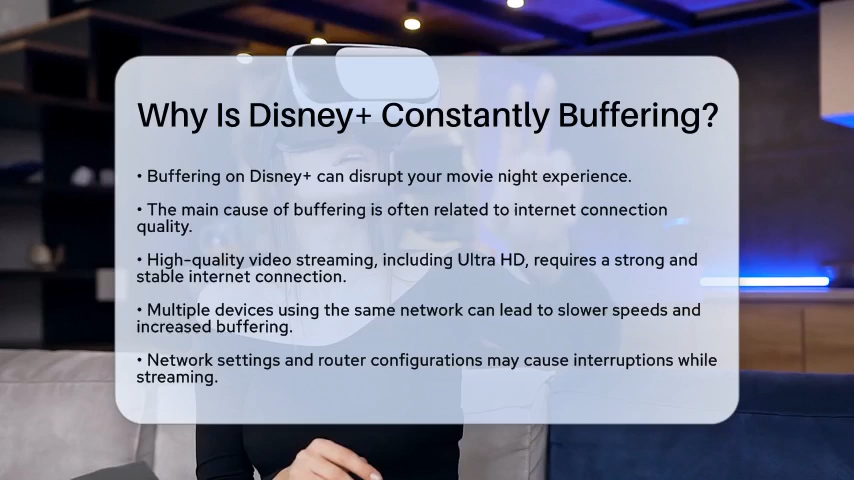 Why Is Disney+ Constantly Buffering?
• Buffering on Disney+ can disrupt your movie night experience.
• The main cause of buffering is often related to internet connection
quality.
• High-quality video streaming, including Ultra HD, requires a strong and
stable internet connection.
• Multiple devices using the same network can lead to slower speeds and
increased buffering.
• Network settings and router configurations may cause interruptions while
streaming.